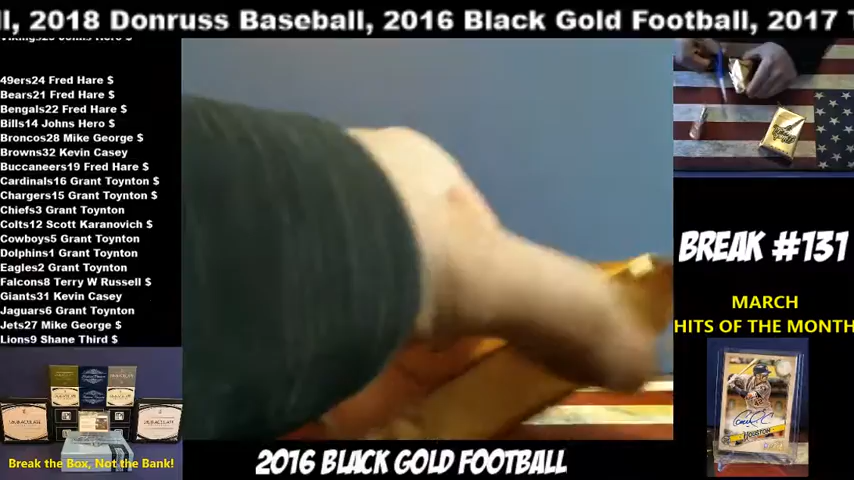 ll, 2018 Donruss Baseball, 2016 Black Gold Football, 2017
49ers24 Fred Hare $
Bears21 Fred Hare $
Bengals22 Fred Hare $
Bills14 Johns Hero $
Broncos28 Mike George $
Browns32 Kevin Casey
Buccaneers19 Fred Hare $
Cardinals16 Grant Toynton $
Chargers15 Grant Toynton $
Chiefs3 Grant Toynton
Colts12 Scott Karanovich $
Cowboys5 Grant Toynton
Dolphins1 Grant Toynton
Eagles2 Grant Toynton
Falcons8 Terry W Russell $
Giants31 Kevin Casey
Jaguars6 Grant Toynton
Jets27 Mike George $
Lions9 Shane Third $
BREAK #131
MARCH
HITS OF THE MONTH
HOUSTON
IMMACULATE
IMMACULATE
Break the Box, Not the Bank!
2016 BLACK GOLD FOOTBALL